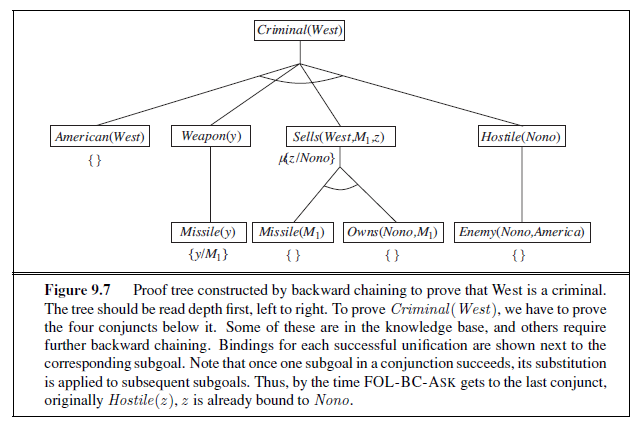 Criminal(West)
American(West) Weapon(y) Sells(West,M₁,z) Hostile(Nono)
{ } {z/Nono}
Missile(y) Missile(M₁) Owns(Nono,M₁) Enemy(Nono,America)
{y/M₁} { } { } { }
Figure 9.7 Proof tree constructed by backward chaining to prove that West is a criminal.
The tree should be read depth first, left to right. To prove Criminal(West), we have to prove
the four conjuncts below it. Some of these are in the knowledge base, and others require
further backward chaining. Bindings for each successful unification are shown next to the
corresponding subgoal. Note that once one subgoal in a conjunction succeeds, its substitution
is applied to subsequent subgoals. Thus, by the time FOL-BC-ASK gets to the last conjunct,
originally Hostile(z), z is already bound to Nono.